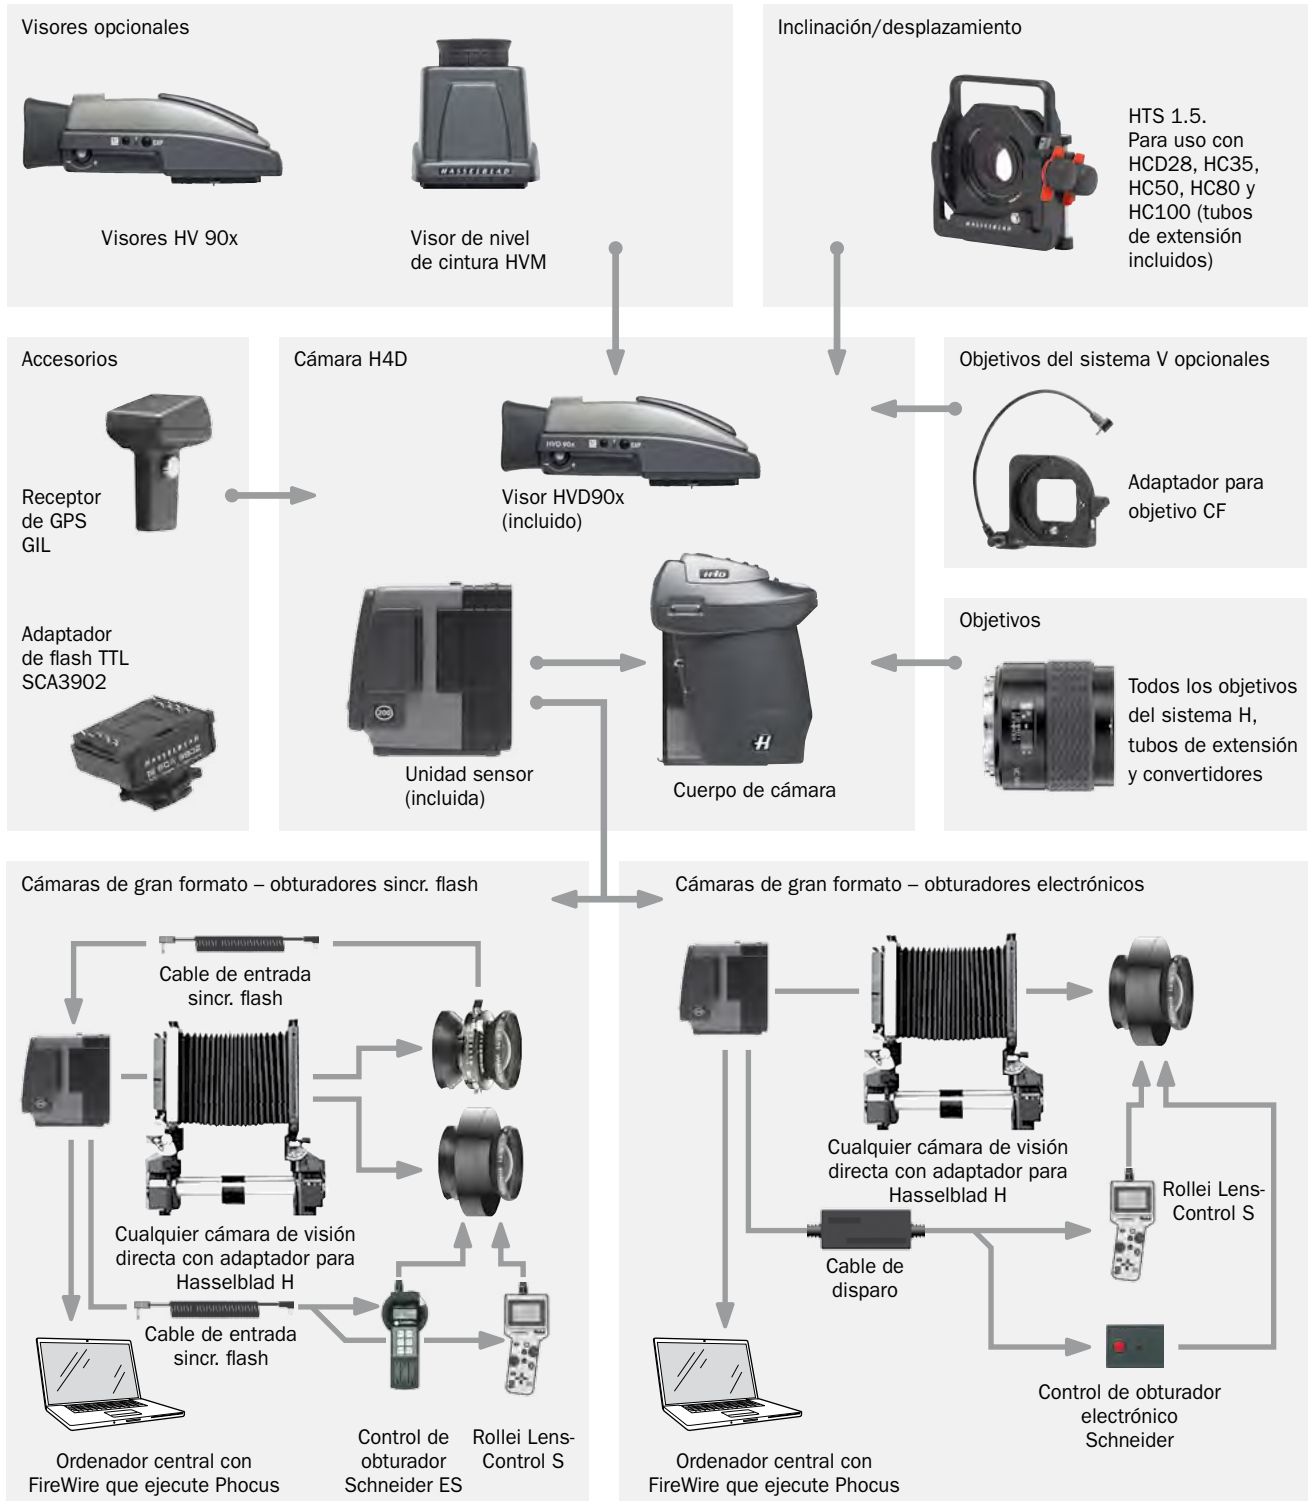 Visores opcionales
HASSELBLAD
Visores HV 90x
Visor de nivel
de cintura HVM
Inclinación/desplazamiento
HASSELBLAD
HTS 1.5.
Para uso con
HCD28, HC35,
HC50, HC80 y
HC100 (tubos
de extensión
incluidos)
Accesorios
Receptor
de GPS
GIL
Adaptador
de flash TTL
SCA3902
HASSELBLAD
Cámara H4D
HVD 90x
EXP
Visor HVD90x
(incluido)
H4D
H
Unidad sensor
(incluida)
Cuerpo de cámara
Objetivos del sistema V opcionales
Adaptador para
objetivo CF
Objetivos
Todos los objetivos
del sistema H,
tubos de extensión
y convertidores
Cámaras de gran formato – obturadores sincr. flash
Cable de entrada
sincr. flash
Cualquier cámara de visión
directa con adaptador para
Hasselblad H
Cable de entrada
sincr. flash
Ordenador central con
FireWire que ejecute Phocus
Control de
obturador
Schneider ES
Rollei Lens-
Control S
Cámaras de gran formato – obturadores electrónicos
Cualquier cámara de visión
directa con adaptador para
Hasselblad H
Rollei Lens-
Control S
Cable de
disparo
Control de obturador
electrónico
Schneider
Ordenador central con
FireWire que ejecute Phocus